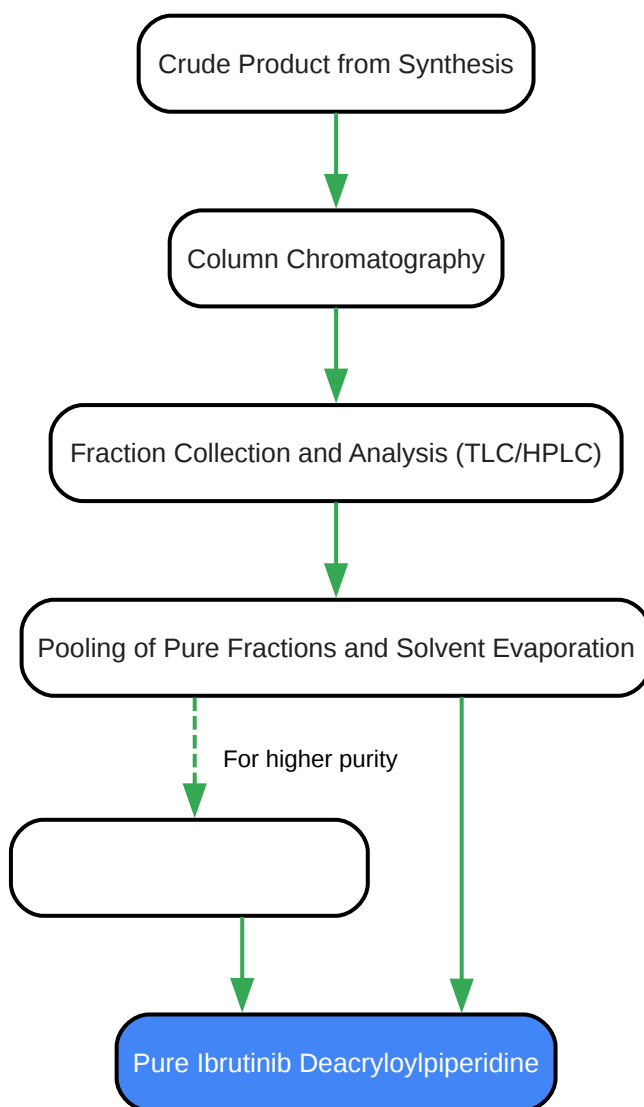 Crude Product from Synthesis
Column Chromatography
Fraction Collection and Analysis (TLC/HPLC)
Pooling of Pure Fractions and Solvent Evaporation
For higher purity
Pure Ibrutinib Deacryloylpiperidine